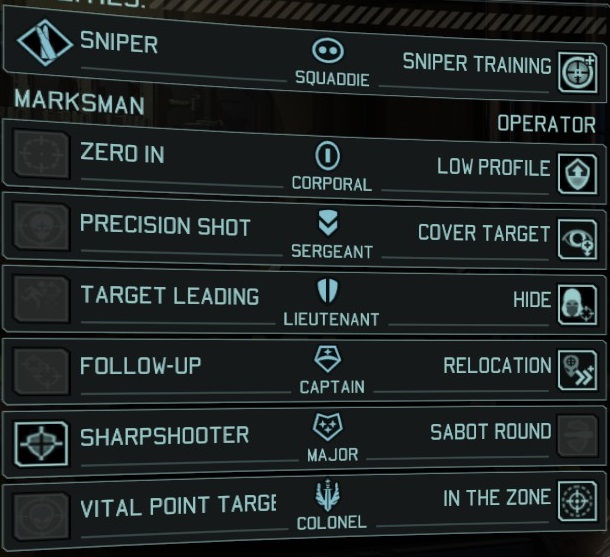 SNIPER SQUADDIE SNIPER TRAINING
MARKSMAN OPERATOR
ZERO IN CORPORAL LOW PROFILE
PRECISION SHOT SERGEANT COVER TARGET
TARGET LEADING LIEUTENANT HIDE
FOLLOW-UP CAPTAIN RELOCATION
SHARPSHOOTER MAJOR SABOT ROUND
VITAL POINT TARGE COLONEL IN THE ZONE